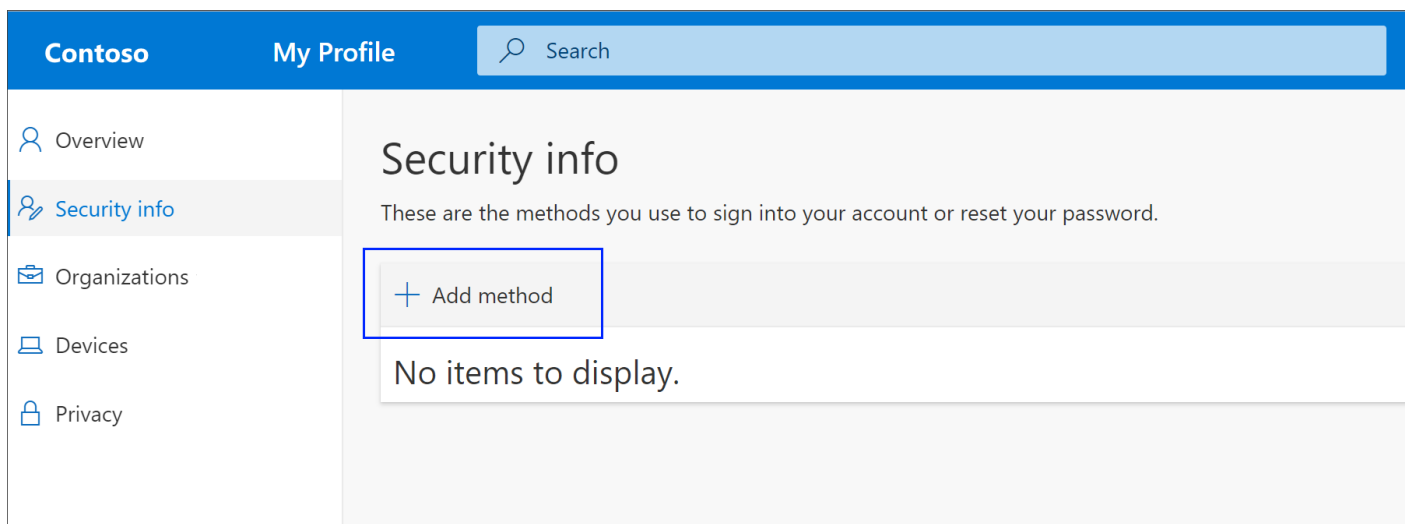 Contoso
My Profile
Search
Overview
Security info
Organizations
Devices
Privacy
Security info
These are the methods you use to sign into your account or reset your password.
Add method
No items to display.